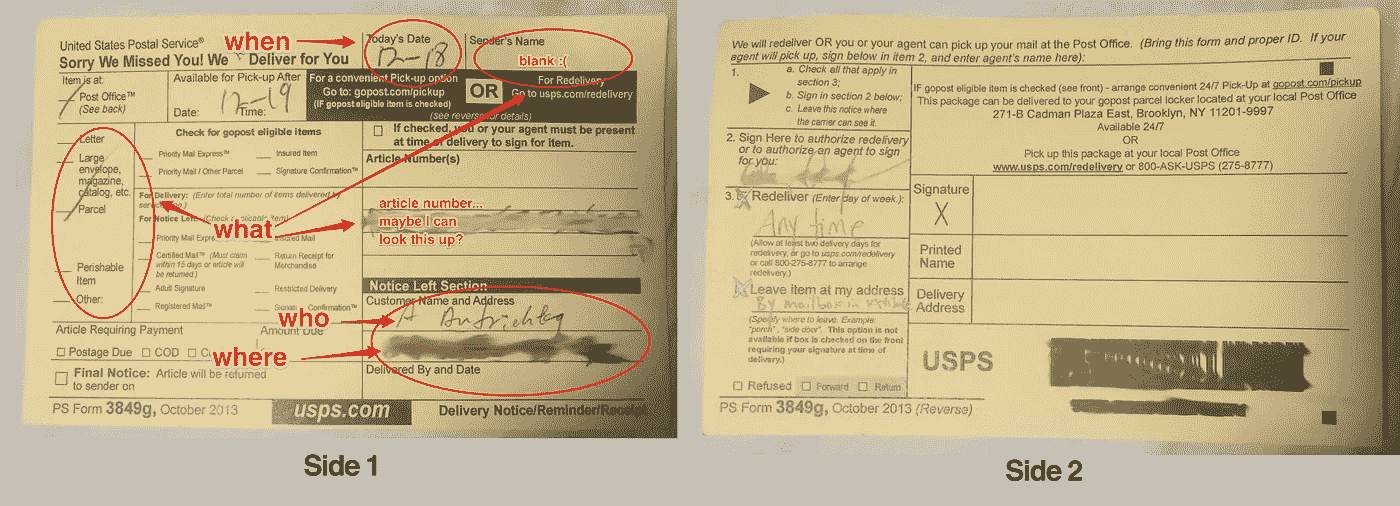 United States Postal Service®
Sorry We Missed You! We Deliver for You
when
Today's Date
12-18
Sender's Name
blank :(
Item is at:
Post Office™
(See back)
Available for Pick-up After
Date: 12-19 Time:
For a convenient Pick-up option
Go to: gopost.com/pickup
(IF gopost eligible item is checked)
OR
For Redelivery
Go to usps.com/redelivery
(see reverse for details)
Letter
Large
envelope,
magazine,
catalog, etc.
Parcel
Perishable
Item
Other:
Check for gopost eligible items
Priority Mail Express™
Insured Item
Priority Mail / Other Parcel
Signature Confirmation™
For Delivery: (Enter total number of items delivered by
For Notice Left: (Check
what
Priority Mail
Insured Mail
Certified Mail™ (Must claim
within 15 days or article will
be returned.)
Return Receipt for
Merchandise
Adult Signature
Restricted Delivery
Registered Mail™
Confirmation™
If checked, you or your agent must be present
at time of delivery to sign for item.
Article Number(s)
article number...
maybe I can
look this up?
Notice Left Section
Customer Name and Address
who
A Aufrichtig
where
Delivered By and Date
Article Requiring Payment
Amount Due
Postage Due
COD
Final Notice: Article will be returned
to sender on
PS Form 3849g, October 2013
usps.com
Delivery Notice/Reminder/Receipt
Side 1
We will redeliver OR you or your agent can pick up your mail at the Post Office. (Bring this form and proper ID. If your
agent will pick up, sign below in item 2, and enter agent's name here):
1.
a. Check all that apply in
section 3;
b. Sign in section 2 below;
c. Leave this notice where
the carrier can see it.
2. Sign Here to authorize redelivery
or to authorize an agent to sign
for you:
3. Redeliver (Enter day of week.):
Any time
(Allow at least two delivery days for
redelivery, or go to usps.com/redelivery
or call 800-275-8777 to arrange
redelivery.)
Leave item at my address
By mailbox in
(Specify where to leave. Example:
"porch", "side door". This option is not
available if box is checked on the front
requiring your signature at time of
delivery.)
Refused
Forward
Return
PS Form 3849g, October 2013 (Reverse)
IF gopost eligible item is checked (see front) - arrange convenient 24/7 Pick-Up at gopost.com/pickup
This package can be delivered to your gopost parcel locker located at your local Post Office
271-B Cadman Plaza East, Brooklyn, NY 11201-9997
Available 24/7
OR
Pick up this package at your local Post Office
www.usps.com/redelivery or 800-ASK-USPS (275-8777)
Signature
X
Printed
Name
Delivery
Address
USPS
Side 2